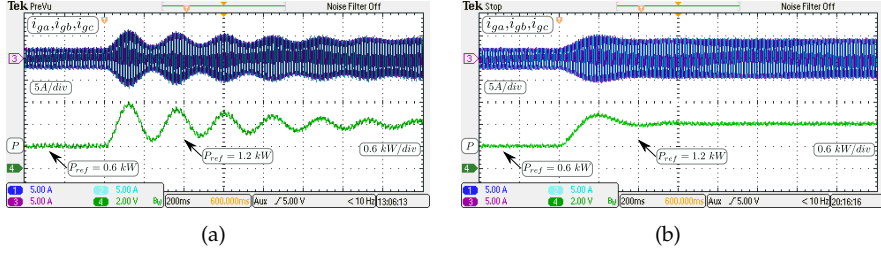 Tek PreVu Noise Filter Off
i_ga,i_gb,i_gc
3
5A/div
P
P_ref = 0.6 kW
P_ref = 1.2 kW
0.6 kW/div
4
1 5.00 A 2 5.00 A
3 5.00 A 4 2.00 V
200ms 600.000ms Aux 5.00 V < 10 Hz 13:06:13
(a)
Tek Stop Noise Filter Off
i_ga,i_gb,i_gc
3
5A/div
P
P_ref = 0.6 kW
P_ref = 1.2 kW
0.6 kW/div
4
1 5.00 A 2 5.00 A
3 5.00 A 4 2.00 V
200ms 600.000ms Aux 5.00 V < 10 Hz 20:16:16
(b)